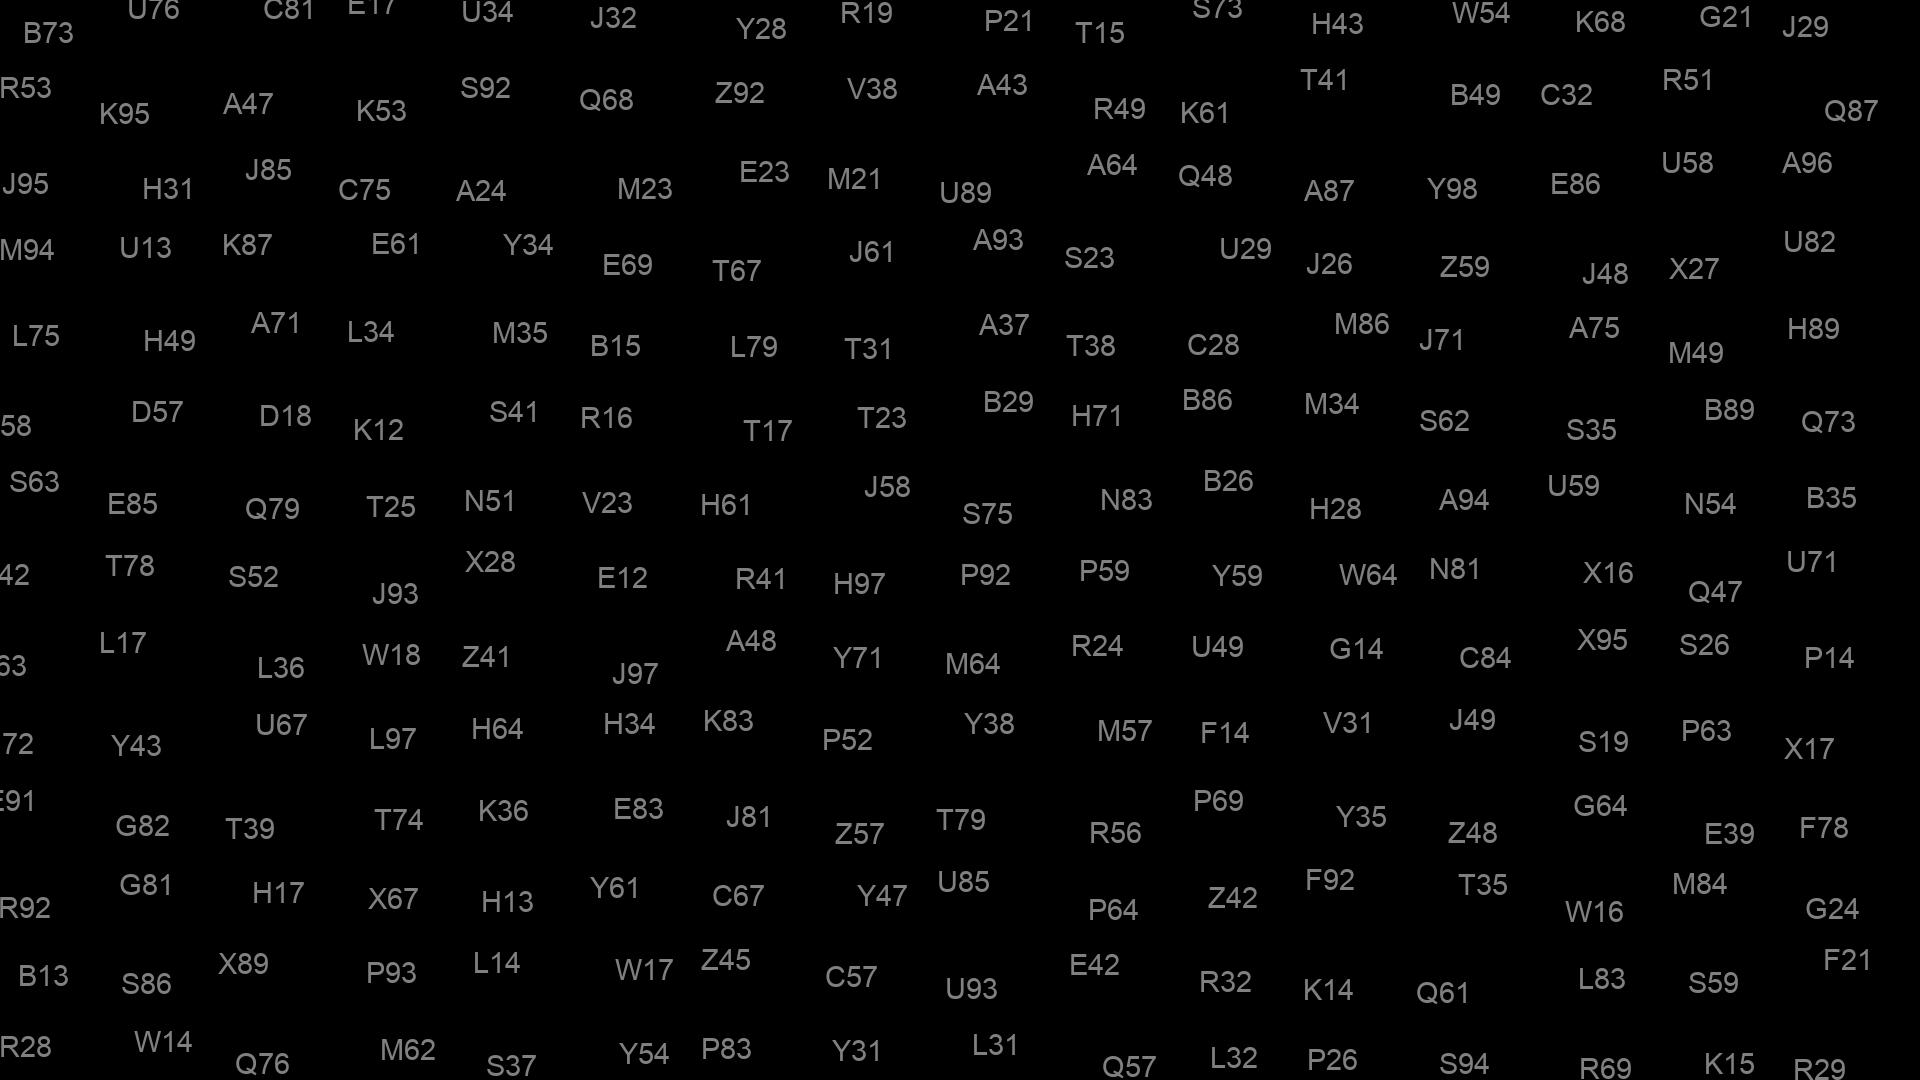 B73 U76 C81 E17 U34 J32 Y28 R19 P21 T15 S73 H43 W54 K68 G21 J29
R53 K95 A47 K53 S92 Q68 Z92 V38 A43 R49 K61 T41 B49 C32 R51 Q87
J95 H31 J85 C75 A24 M23 E23 M21 U89 A64 Q48 A87 Y98 E86 U58 A96
M94 U13 K87 E61 Y34 E69 T67 J61 A93 S23 U29 J26 Z59 J48 X27 U82
L75 H49 A71 L34 M35 B15 L79 T31 A37 T38 C28 M86 J71 A75 M49 H89
58 D57 D18 K12 S41 R16 T17 T23 B29 H71 B86 M34 S62 S35 B89 Q73
S63 E85 Q79 T25 N51 V23 H61 J58 S75 N83 B26 H28 A94 U59 N54 B35
42 T78 S52 J93 X28 E12 R41 H97 P92 P59 Y59 W64 N81 X16 Q47 U71
63 L17 L36 W18 Z41 J97 A48 Y71 M64 R24 U49 G14 C84 X95 S26 P14
72 Y43 U67 L97 H64 H34 K83 P52 Y38 M57 F14 V31 J49 S19 P63 X17
E91 G82 T39 T74 K36 E83 J81 Z57 T79 R56 P69 Y35 Z48 G64 E39 F78
R92 G81 H17 X67 H13 Y61 C67 Y47 U85 P64 Z42 F92 T35 W16 M84 G24
B13 S86 X89 P93 L14 W17 Z45 C57 U93 E42 R32 K14 Q61 L83 S59 F21
R28 W14 Q76 M62 S37 Y54 P83 Y31 L31 Q57 L32 P26 S94 R69 K15 R29